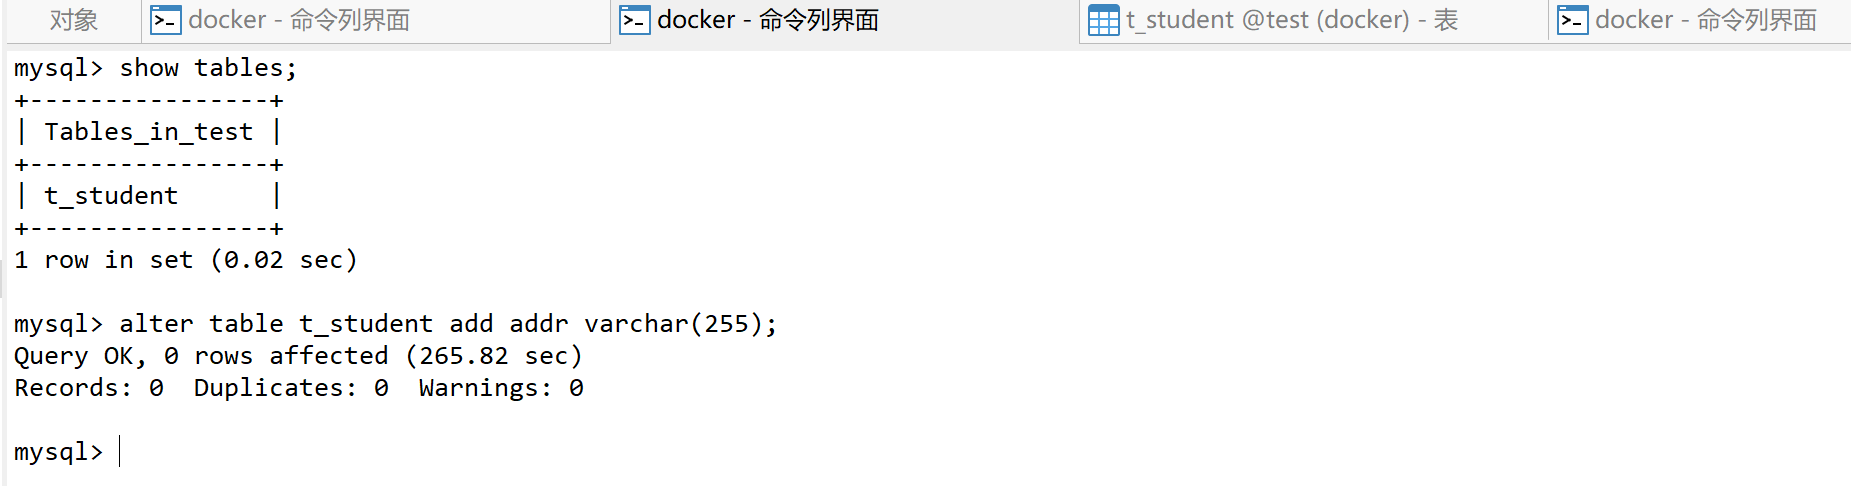 对象 docker - 命令列界面 docker - 命令列界面 t_student @test (docker) - 表 docker - 命令列界面
mysql> show tables;
+----------------+
| Tables_in_test |
+----------------+
| t_student      |
+----------------+
1 row in set (0.02 sec)
mysql> alter table t_student add addr varchar(255);
Query OK, 0 rows affected (265.82 sec)
Records: 0  Duplicates: 0  Warnings: 0
mysql>